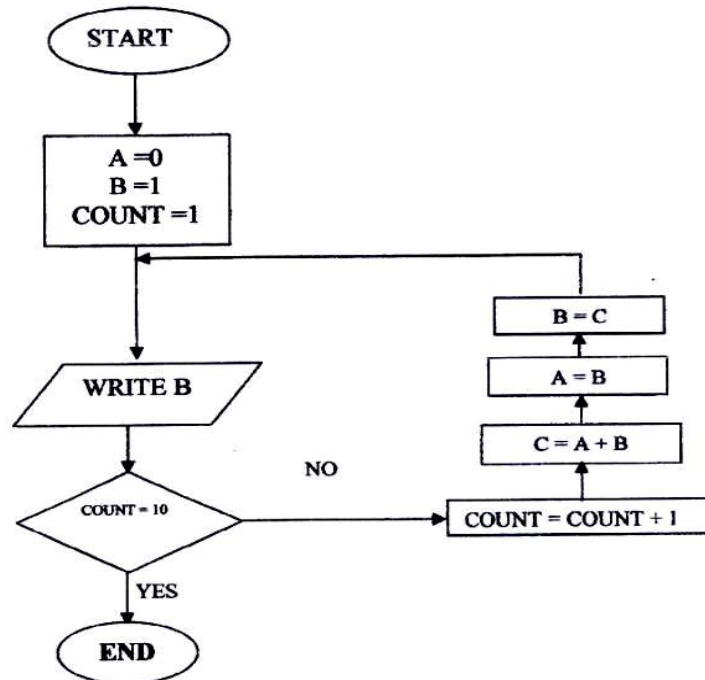 START
A =0
B =1
COUNT =1
WRITE B
COUNT = 10
NO
COUNT = COUNT + 1
C = A + B
A = B
B = C
YES
END